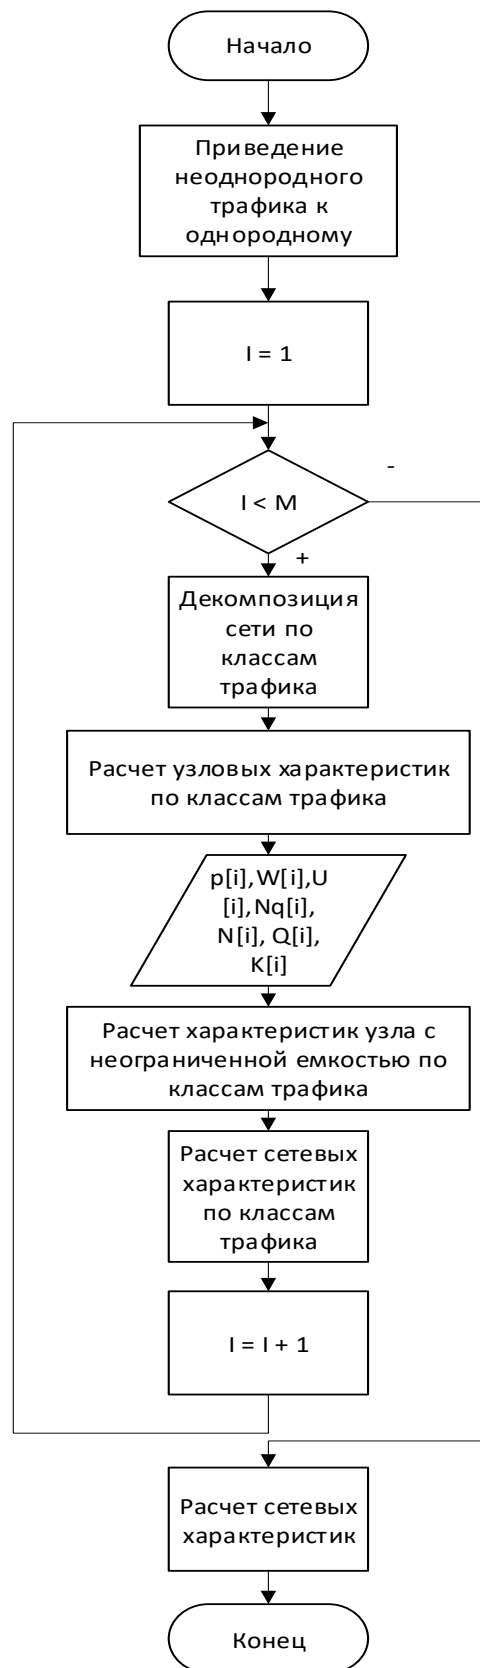 Начало
Приведение
неоднородного
трафика к
однородному
I = 1
I < M
-
+
Декомпозиция
сети по
классам
трафика
Расчет узловых характеристик
по классам трафика
p[i],W[i],U
[i],Nq[i],
N[i], Q[i],
K[i]
Расчет характеристик узла с
неограниченной емкостью по
классам трафика
Расчет сетевых
характеристик
по классам
трафика
I = I + 1
Расчет сетевых
характеристик
Конец